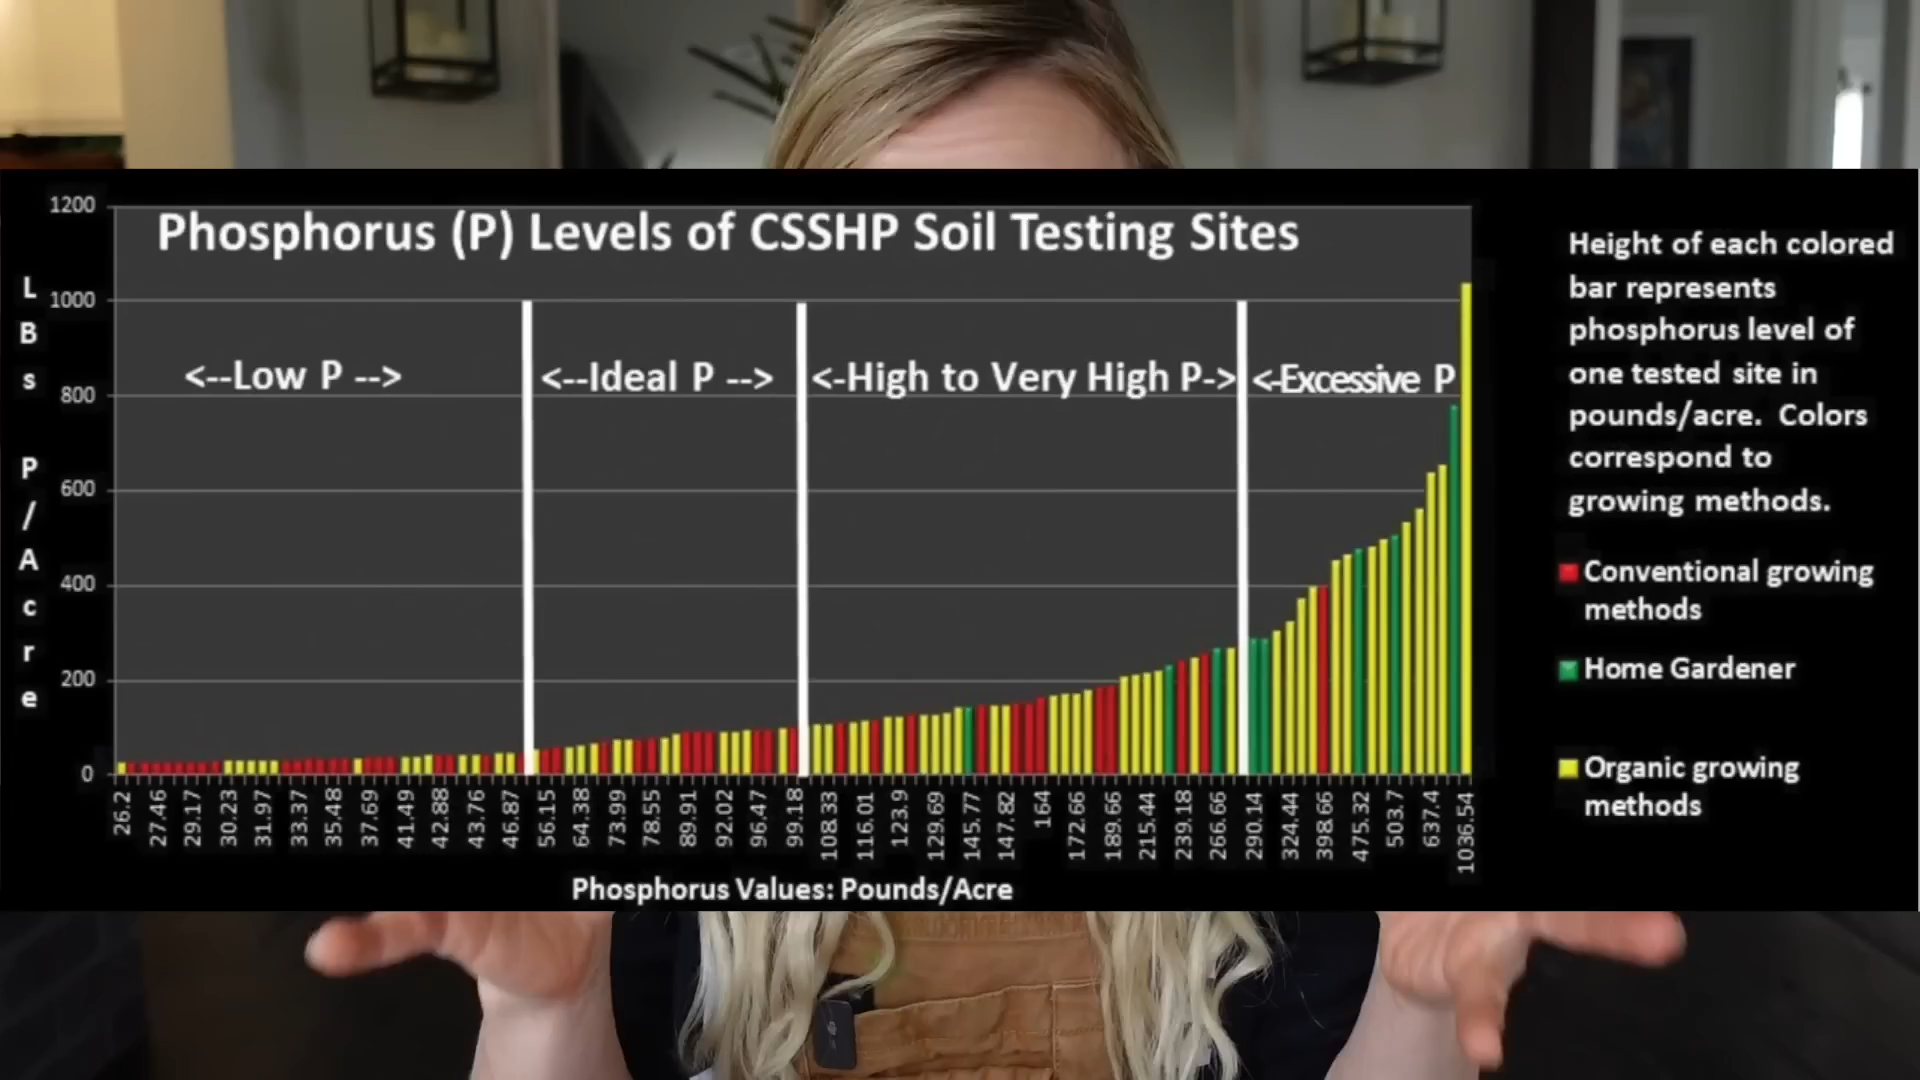 Phosphorus (P) Levels of CSSHP Soil Testing Sites
LBs P/Acre
1200
1000
800
600
400
200
0
<--Low P -->
<--Ideal P -->
<-High to Very High P->
<-Excessive P
26.2 27.46 29.17 30.23 31.97 33.37 35.48 37.69 41.49 42.88 43.76 46.87 56.15 64.38 73.99 78.55 89.91 92.02 96.47 99.18 108.33 116.01 123.9 129.69 145.77 147.82 164 172.66 189.66 215.44 239.18 266.66 290.14 324.44 398.66 475.32 503.7 637.4 1036.54
Phosphorus Values: Pounds/Acre
Height of each colored
bar represents
phosphorus level of
one tested site in
pounds/acre. Colors
correspond to
growing methods.
Conventional growing
methods
Home Gardener
Organic growing
methods